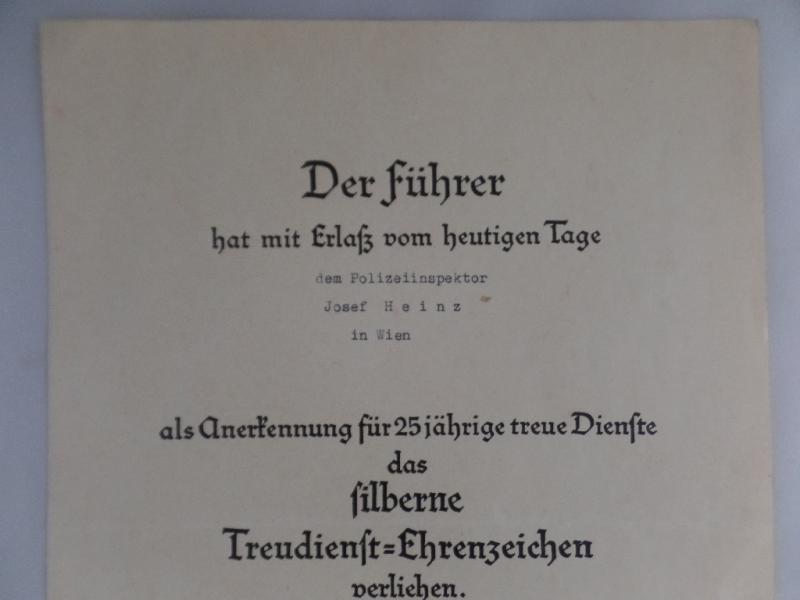 Der Führer
hat mit Erlaß vom heutigen Tage
dem Polizeiinspektor
Josef H e i n z
in Wien
als Anerkennung für 25 jährige treue Dienſte
das
ſilberne
Treudienſt=Ehrenzeichen
verliehen.